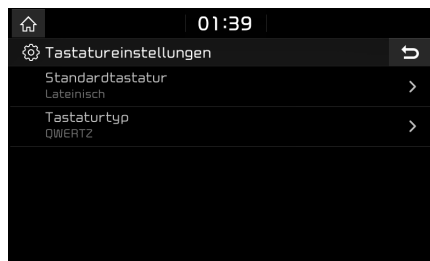 01:39
Tastatureinstellungen
Standardtastatur
Lateinisch
Tastaturtyp
QWERTZ